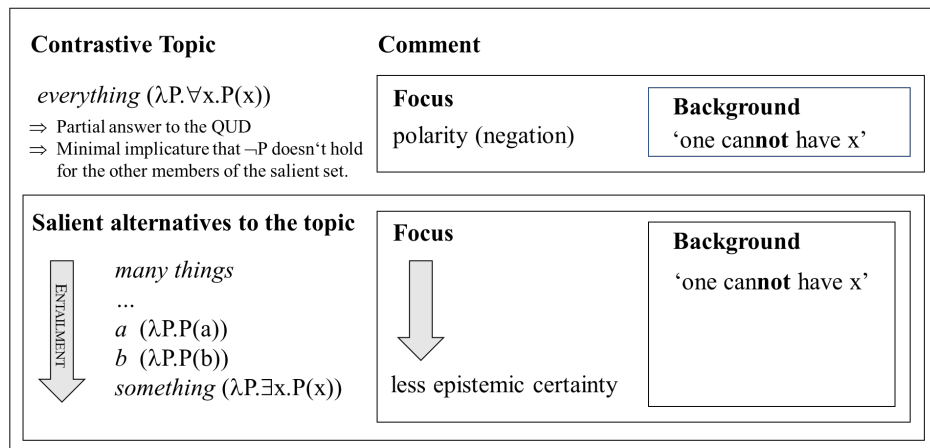 Contrastive Topic
everything (λP.∀x.P(x))
⇒ Partial answer to the QUD
⇒ Minimal implicature that ¬P doesn‘t hold
for the other members of the salient set.
Comment
Focus
polarity (negation)
Background
‘one cannot have x’
Salient alternatives to the topic
ENTAILMENT
many things
…
a (λP.P(a))
b (λP.P(b))
something (λP.∃x.P(x))
Focus
less epistemic certainty
Background
‘one cannot have x’